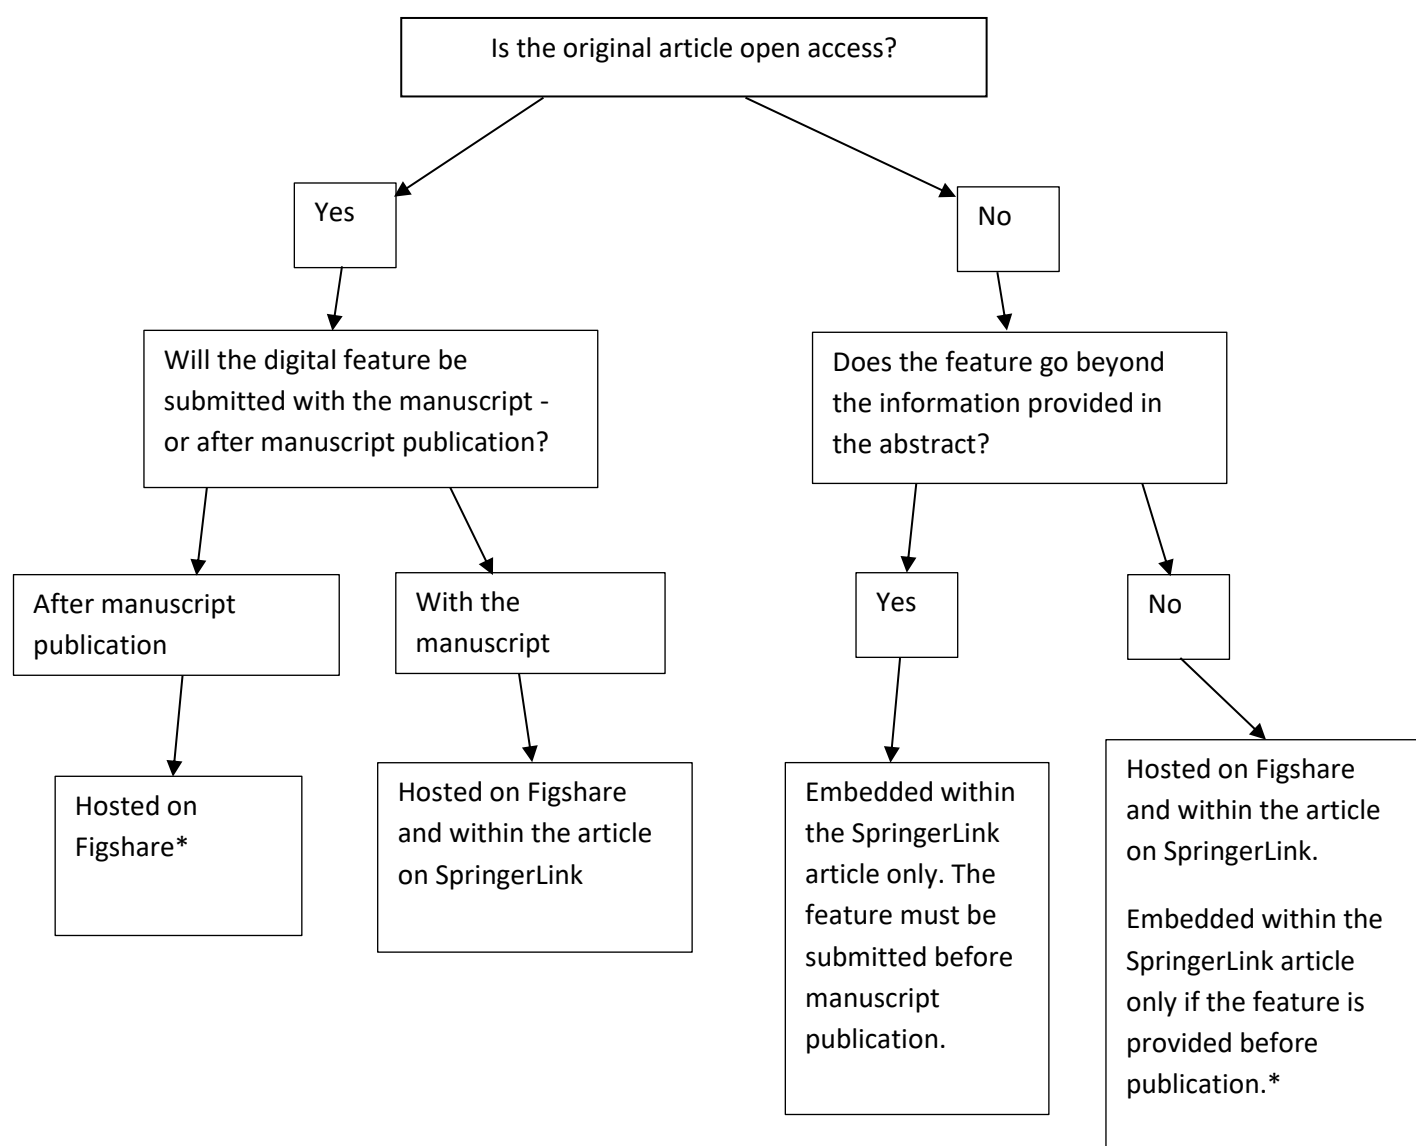 Is the original article open access?
Yes
No
Will the digital feature be
submitted with the manuscript -
or after manuscript publication?
Does the feature go beyond
the information provided in
the abstract?
After manuscript
publication
With the
manuscript
Yes
No
Hosted on
Figshare*
Hosted on Figshare
and within the article
on SpringerLink
Embedded within
the SpringerLink
article only. The
feature must be
submitted before
manuscript
publication.
Hosted on Figshare
and within the article
on SpringerLink.
Embedded within the
SpringerLink article
only if the feature is
provided before
publication.*